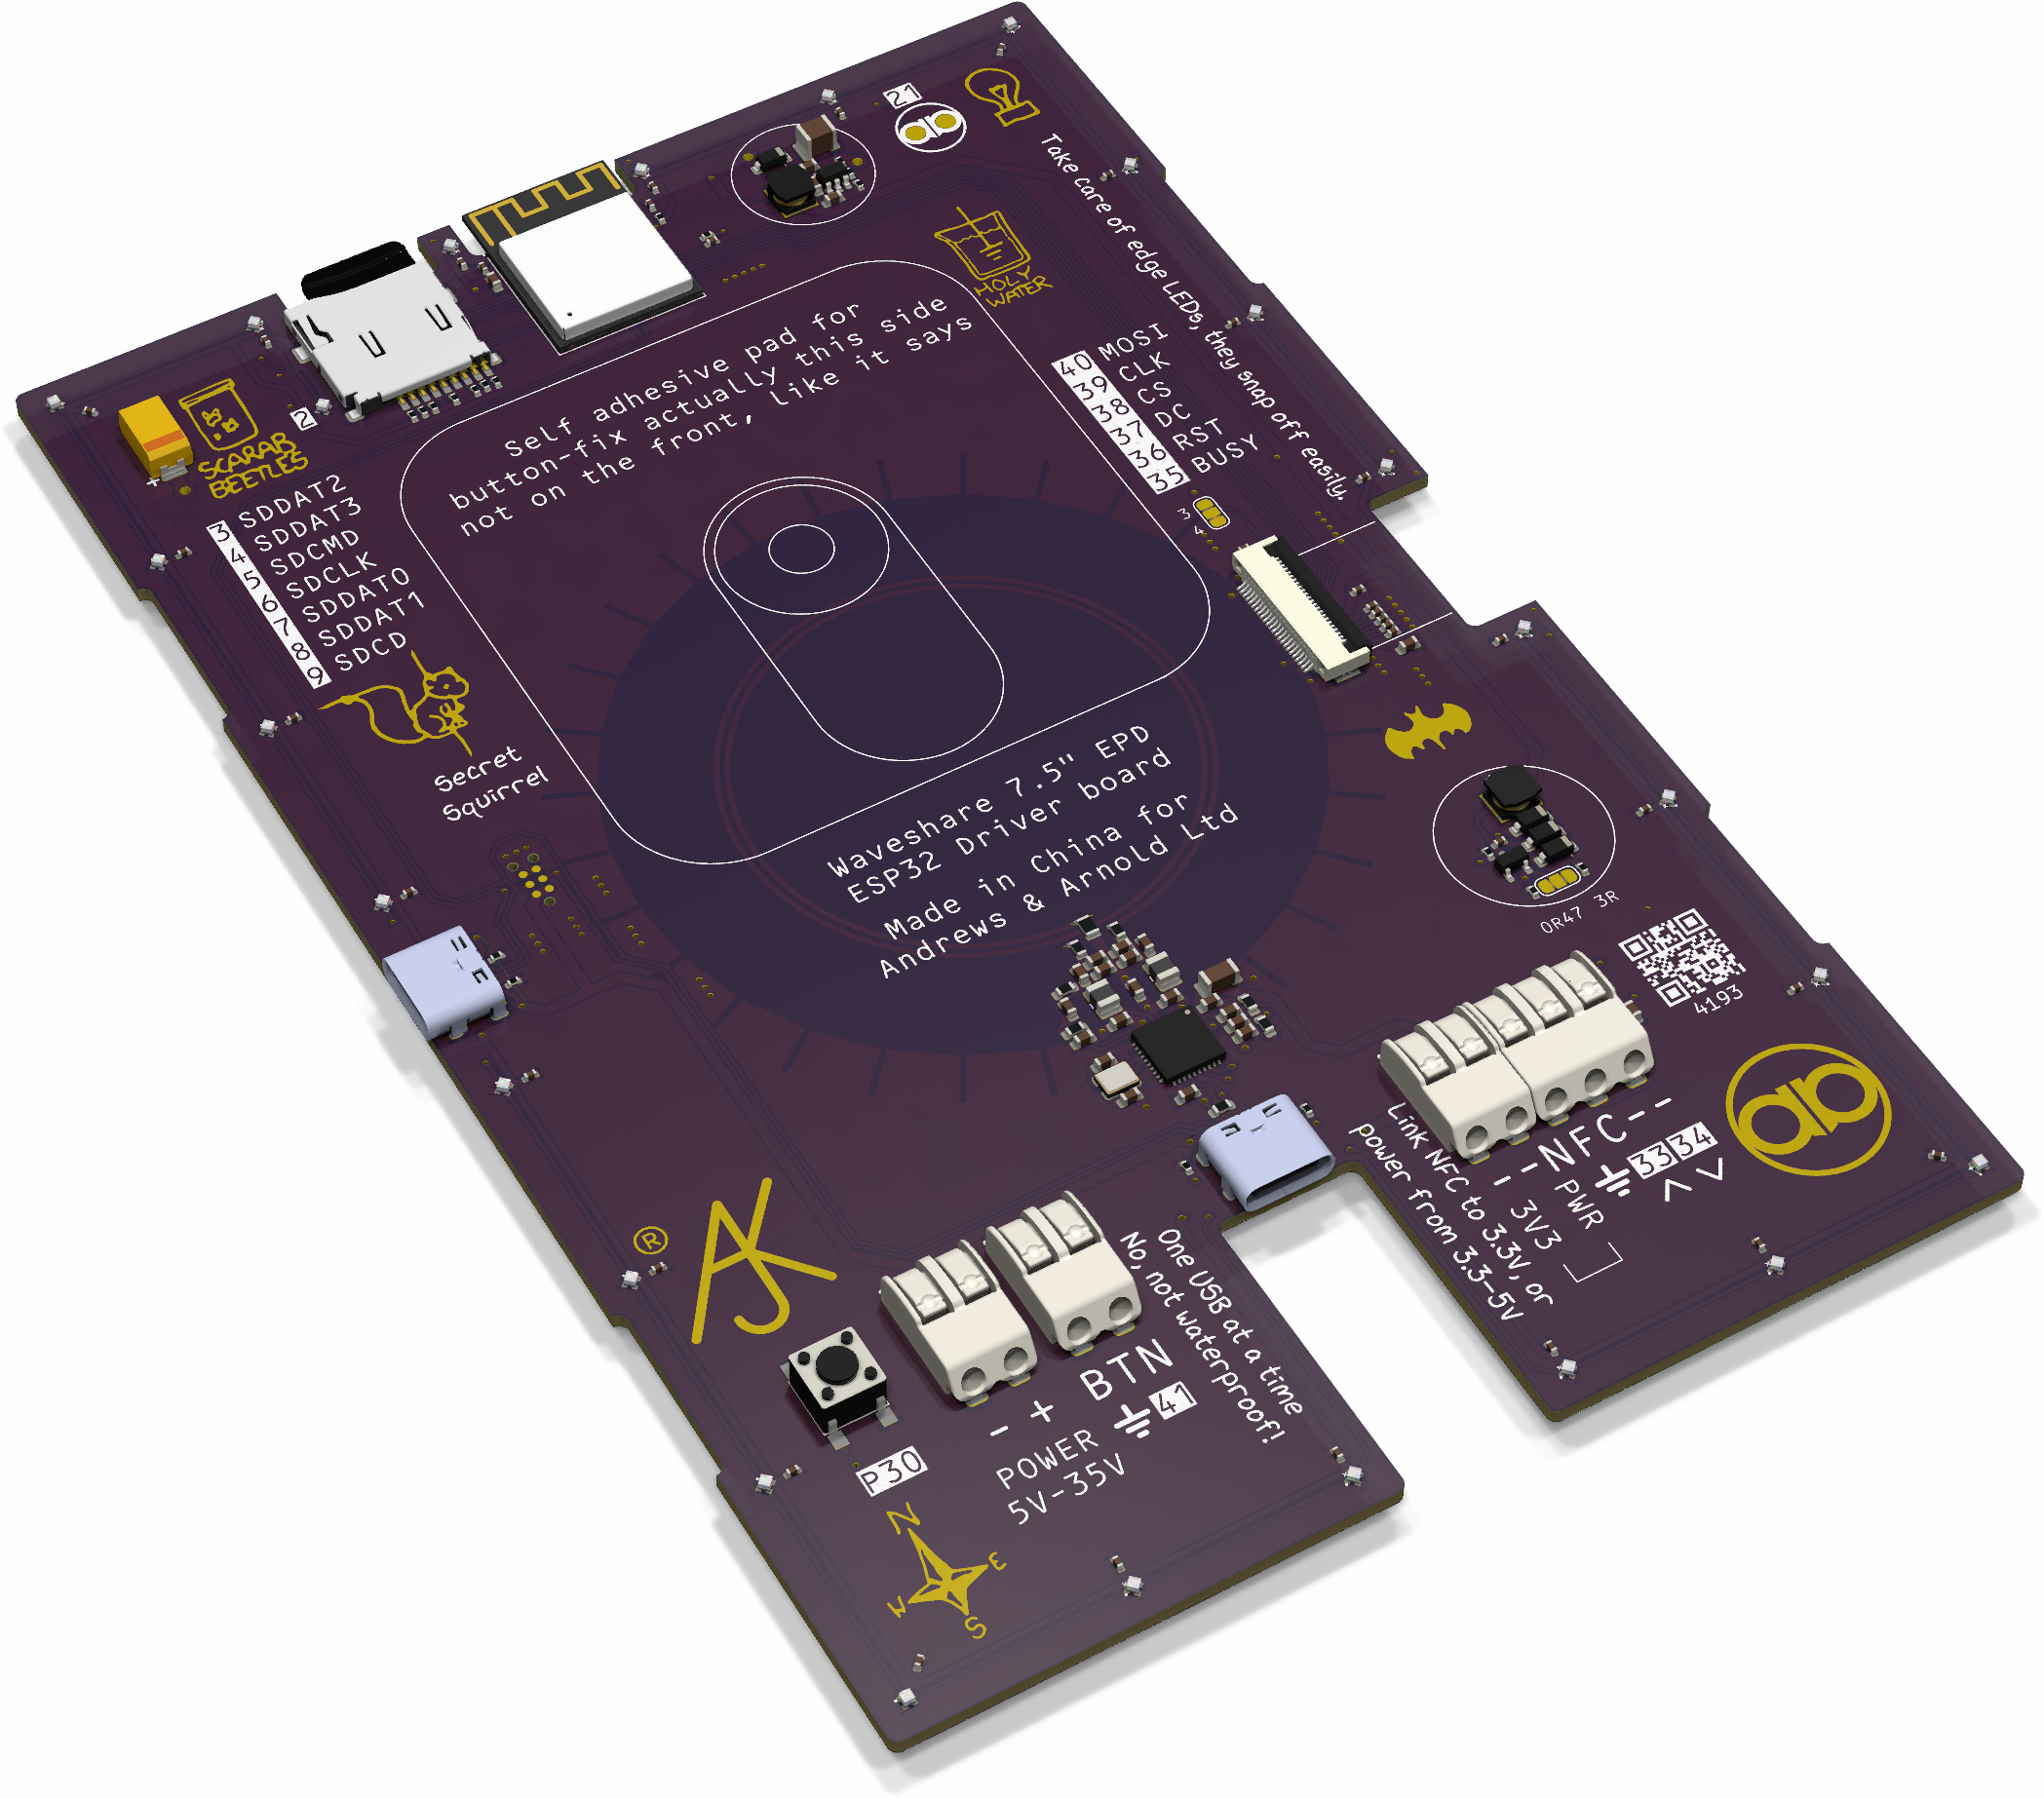 21
Take care of edge LEDs, they snap off easily.
HOLY
WATER
Self adhesive pad for
button-fix actually this side
not on the front, like it says
40 MOSI
39 CLK
38 CS
37 DC
36 RST
35 BUSY
3
4
2
SCARAB
BEETLES
+
3 SDDAT2
4 SDDAT3
5 SDCMD
6 SDCLK
7 SDDAT0
8 SDDAT1
9 SDCD
Secret
Squirrel
Waveshare 7.5" EPD
ESP32 Driver board
Made in China for
Andrews & Arnold Ltd
0R47 3R
4193
--NFC--
- 3V3
PWR
33 34
Link NFC to 3.3V, or
power from 3.3-5V
AJK
®
One USB at a time
No, not waterproof!
BTN
41
- +
POWER
5V-35V
P30
N
E
S
W